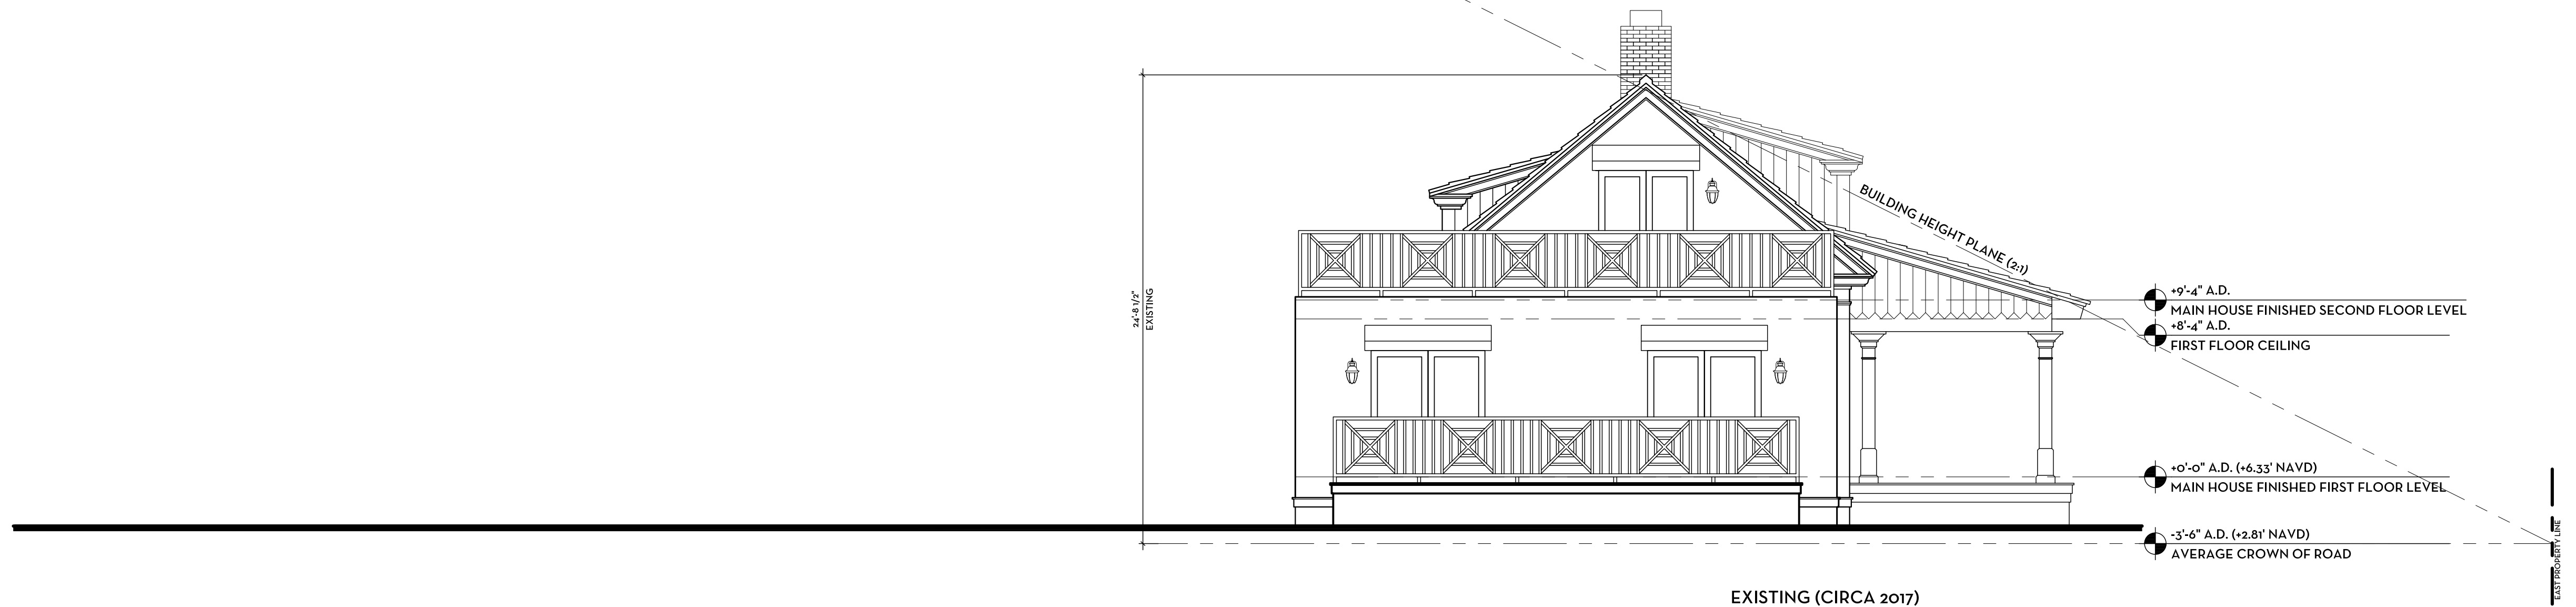 BUILDING HEIGHT PLANE (2:1)
24'-8 1/2"
EXISTING
+9'-4" A.D.
MAIN HOUSE FINISHED SECOND FLOOR LEVEL
+8'-4" A.D.
FIRST FLOOR CEILING
+0'-0" A.D. (+6.33' NAVD)
MAIN HOUSE FINISHED FIRST FLOOR LEVEL
-3'-6" A.D. (+2.81' NAVD)
AVERAGE CROWN OF ROAD
EAST PROPERTY LINE
EXISTING (CIRCA 2017)